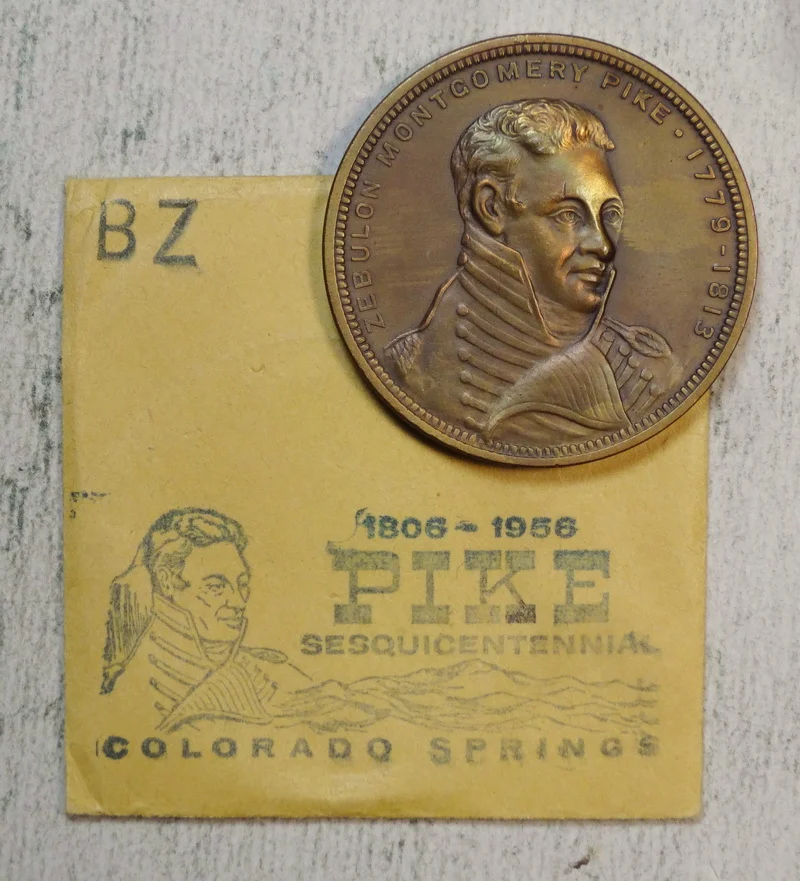 ZEBULON MONTGOMERY PIKE · 1779-1813
BZ
1806 - 1956
PIKE
SESQUICENTENNIAL
COLORADO SPRINGS